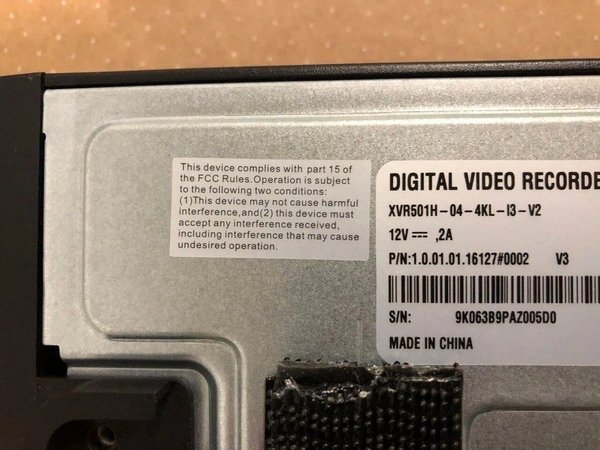 This device complies with part 15 of
the FCC Rules.Operation is subject
to the following two conditions:
(1)This device may not cause harmful
interference,and(2) this device must
accept any interference received,
including interference that may cause
undesired operation.
DIGITAL VIDEO RECORDE
XVR501H-04-4KL-I3-V2
12V⎓ ,2A
P/N:1.0.01.01.16127#0002 V3
S/N: 9K063B9PAZ005D0
MADE IN CHINA